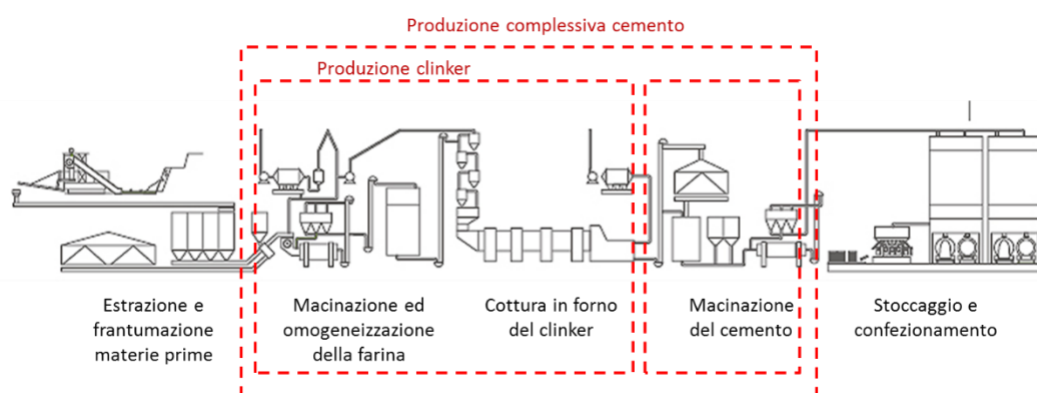 Produzione complessiva cemento
Produzione clinker
Estrazione e
frantumazione
materie prime
Macinazione ed
omogeneizzazione
della farina
Cottura in forno
del clinker
Macinazione
del cemento
Stoccaggio e
confezionamento